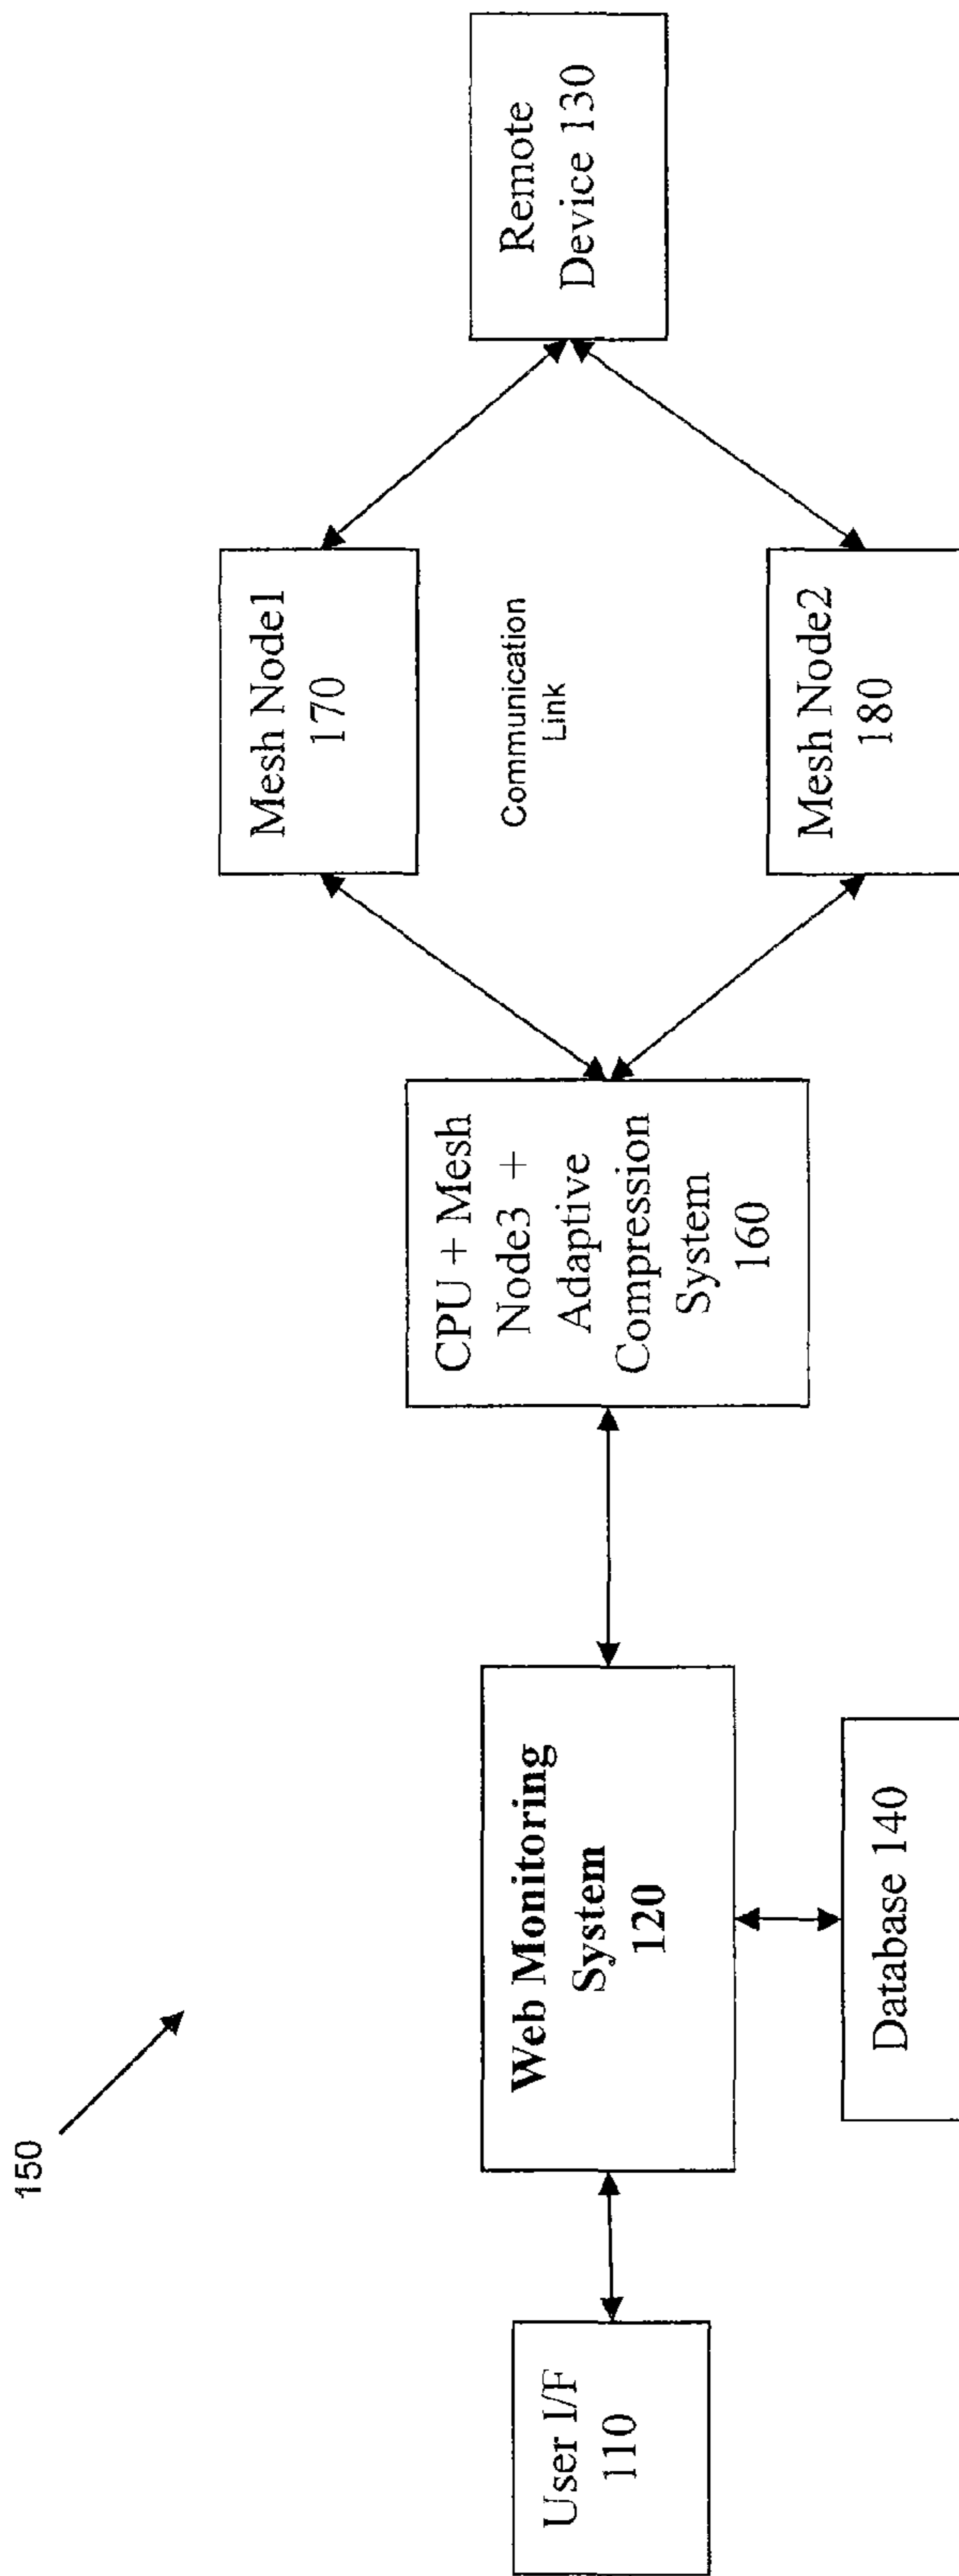 150
User I/F
110
Web Monitoring
System
120
Database 140
CPU + Mesh
Node3 +
Adaptive
Compression
System
160
Mesh Node1
170
Communication
Link
Mesh Node2
180
Remote
Device 130